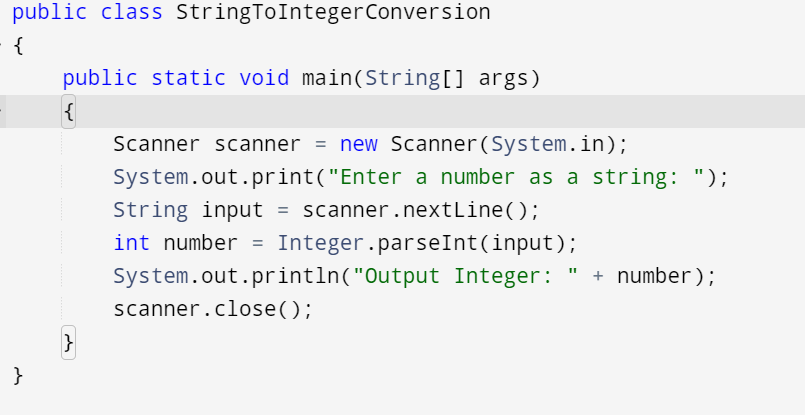 public class StringToIntegerConversion
{
    public static void main(String[] args)
    {
        Scanner scanner = new Scanner(System.in);
        System.out.print("Enter a number as a string: ");
        String input = scanner.nextLine();
        int number = Integer.parseInt(input);
        System.out.println("Output Integer: " + number);
        scanner.close();
    }
}